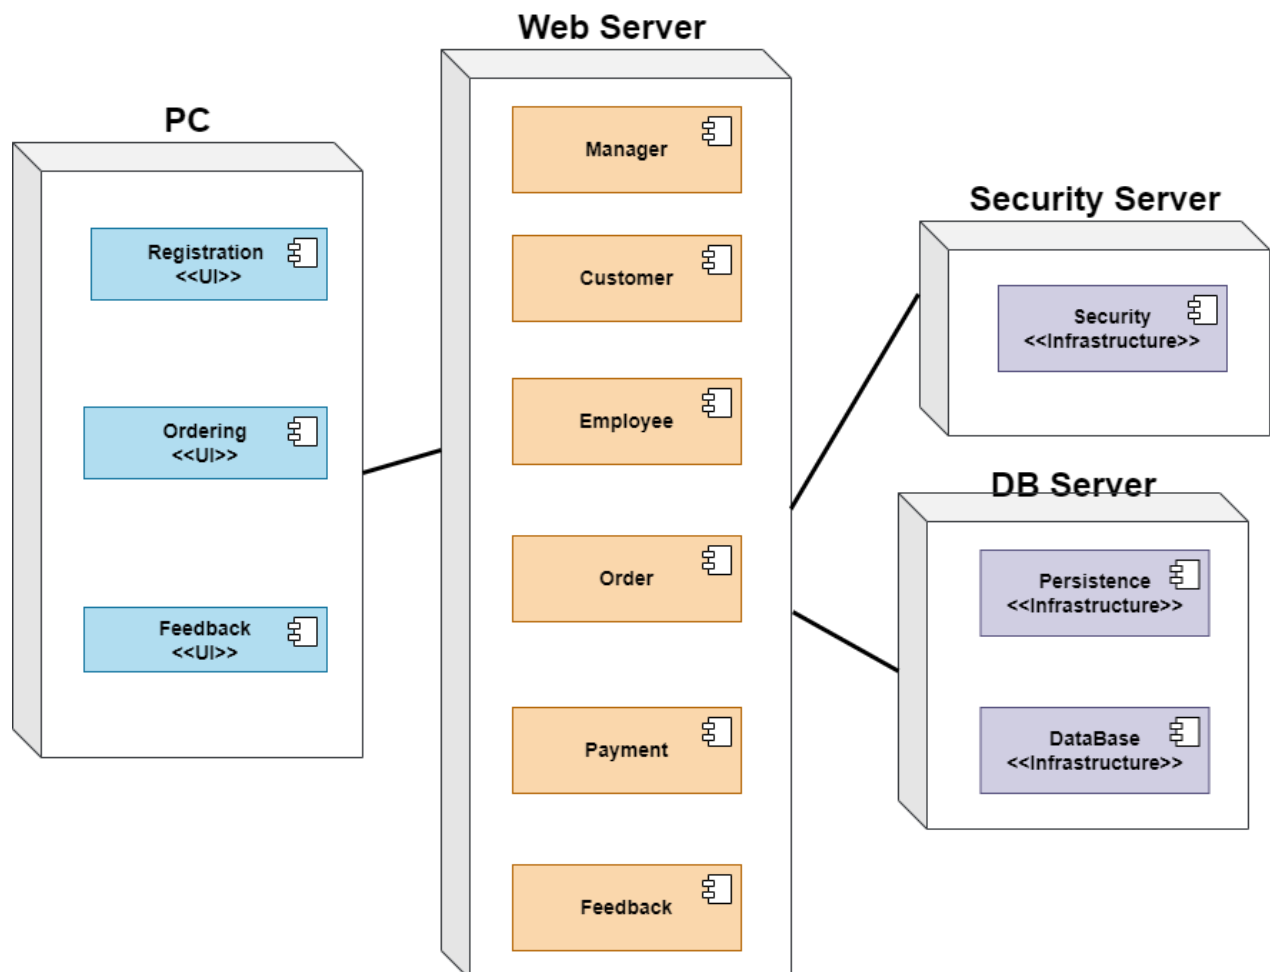 Web Server
PC
Manager
Security Server
Registration
<<UI>>
Customer
Security
<<Infrastructure>>
Ordering
<<UI>>
Employee
DB Server
Order
Persistence
<<Infrastructure>>
Feedback
<<UI>>
Payment
DataBase
<<Infrastructure>>
Feedback